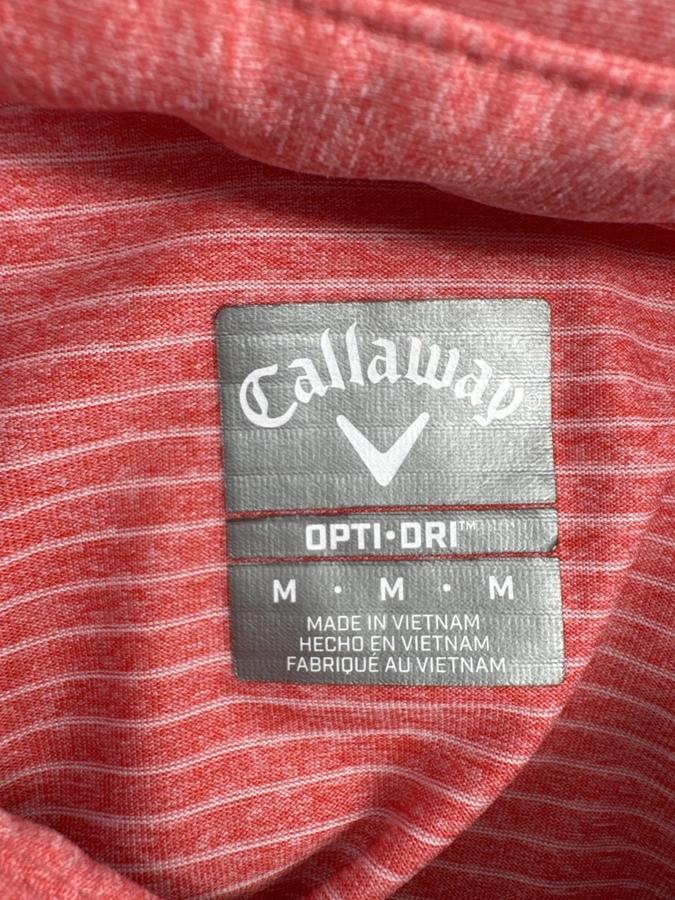 Callaway
OPTI•DRI™
M • M • M
MADE IN VIETNAM
HECHO EN VIETNAM
FABRIQUÉ AU VIETNAM